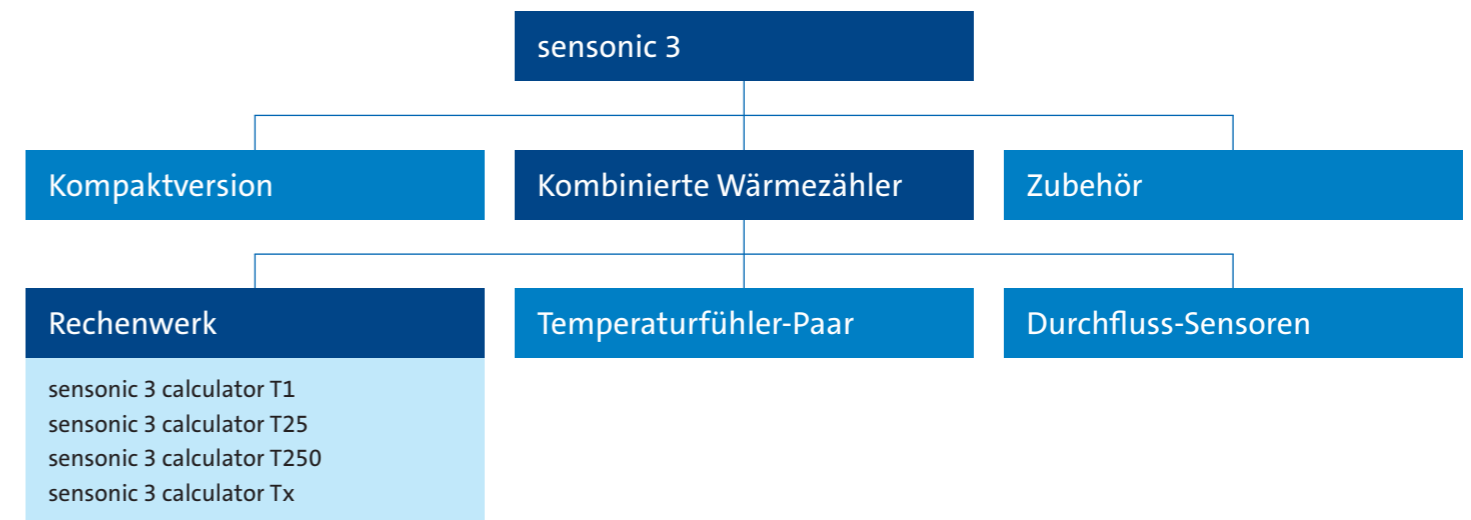 sensonic 3
Kompaktversion
Kombinierte Wärmezähler
Zubehör
Rechenwerk
Temperaturfühler-Paar
Durchfluss-Sensoren
sensonic 3 calculator T1
sensonic 3 calculator T25
sensonic 3 calculator T250
sensonic 3 calculator Tx